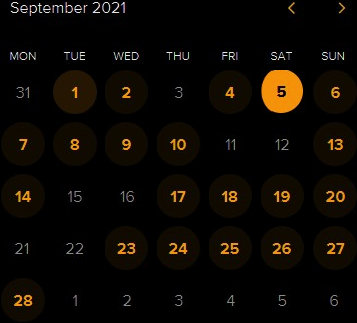 September 2021
MON TUE WED THU FRI SAT SUN
31 1 2 3 4 5 6
7 8 9 10 11 12 13
14 15 16 17 18 19 20
21 22 23 24 25 26 27
28 1 2 3 4 5 6